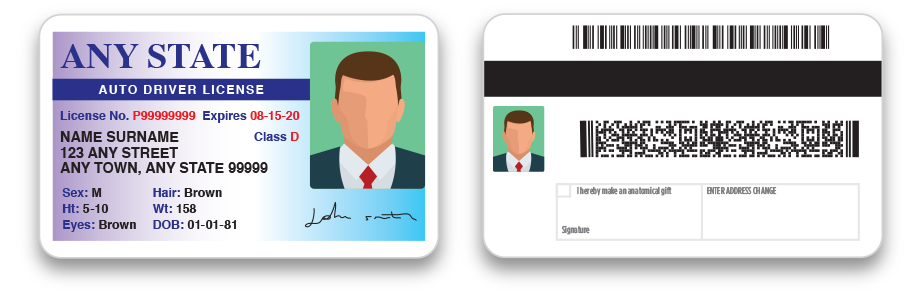 ANY STATE
AUTO DRIVER LICENSE
License No. P99999999 Expires 08-15-20
NAME SURNAME Class D
123 ANY STREET
ANY TOWN, ANY STATE 99999
Sex: M Hair: Brown
Ht: 5-10 Wt: 158
Eyes: Brown DOB: 01-01-81
John Smith
I hereby make an anatomical gift
ENTER ADDRESS CHANGE
Signature